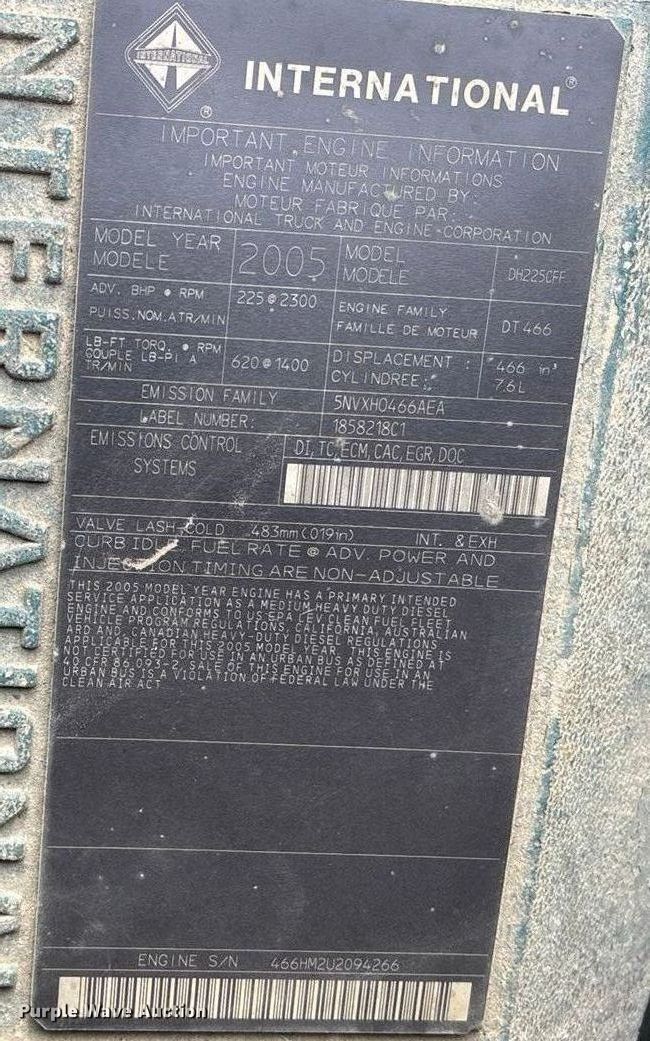 INTERNATIONAL
INTERNATIONAL
INTERNATIONAL ®
®
IMPORTANT ENGINE INFORMATION
IMPORTANT MOTEUR INFORMATIONS
ENGINE MANUFACTURED BY:
MOTEUR FABRIQUE PAR:
INTERNATIONAL TRUCK AND ENGINE CORPORATION
MODEL YEAR
MODELE
2005
MODEL
MODELE
DH225CFF
ADV. BHP @ RPM
PUISS.NOM.ATR/MIN
225@2300
ENGINE FAMILY
FAMILLE DE MOTEUR
DT466
LB-FT TORQ. @ RPM
COUPLE LB-PI A
TR/MIN
620@1400
DISPLACEMENT :
CYLINDREE:
466 in³
7.6L
EMISSION FAMILY
5NVXH0466AEA
LABEL NUMBER:
1858218C1
EMISSIONS CONTROL
SYSTEMS
DI,TC,ECM,CAC,EGR,DOC
VALVE LASH COLD .483mm(.019in) INT. & EXH
CURB IDLE, FUEL RATE @ ADV. POWER AND
INJECTION TIMING ARE NON-ADJUSTABLE
THIS 2005 MODEL YEAR ENGINE HAS A PRIMARY INTENDED
SERVICE APPLICATION AS A MEDIUM HEAVY DUTY DIESEL
ENGINE AND CONFORMS TO US EPA LEV, CLEAN FUEL FLEET
VEHICLE PROGRAM REGULATIONS, CALIFORNIA, AUSTRALIAN
ARD AND, CANADIAN HEAVY-DUTY DIESEL REGULATIONS
APPLICABLE FOR THIS 2005 MODEL YEAR. THIS ENGINE IS
NOT CERTIFIED FOR USE IN AN URBAN BUS AS DEFINED AT
40 CFR 86.093-2. SALE OF THIS ENGINE FOR USE IN AN
URBAN BUS IS A VIOLATION OF FEDERAL LAW UNDER THE
CLEAN AIR ACT
ENGINE S/N 466HM2U2094266
Purple Wave Auction